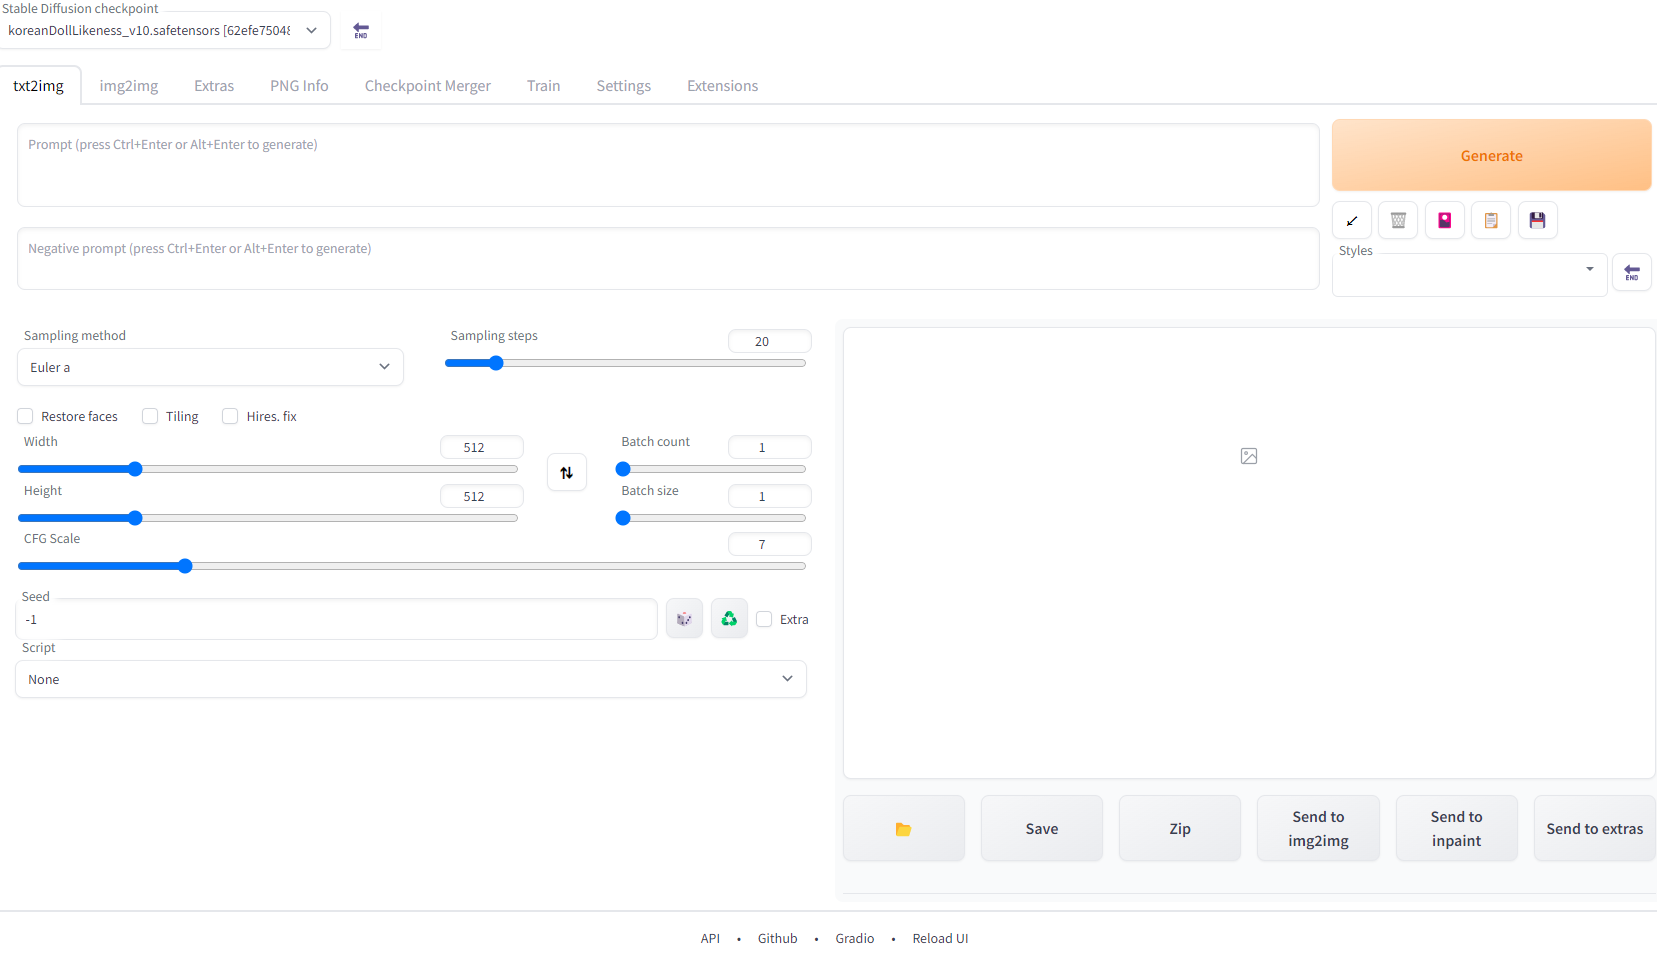 Stable Diffusion checkpoint
koreanDollLikeness_v10.safetensors [62efe75048
END
txt2img img2img Extras PNG Info Checkpoint Merger Train Settings Extensions
Prompt (press Ctrl+Enter or Alt+Enter to generate)
Generate
Negative prompt (press Ctrl+Enter or Alt+Enter to generate)
Styles
END
Sampling method
Euler a
Sampling steps
20
Restore faces Tiling Hires. fix
Width
512
Batch count
1
Height
512
Batch size
1
CFG Scale
7
Seed
-1
Extra
Script
None
Save
Zip
Send to
img2img
Send to
inpaint
Send to extras
API • Github • Gradio • Reload UI